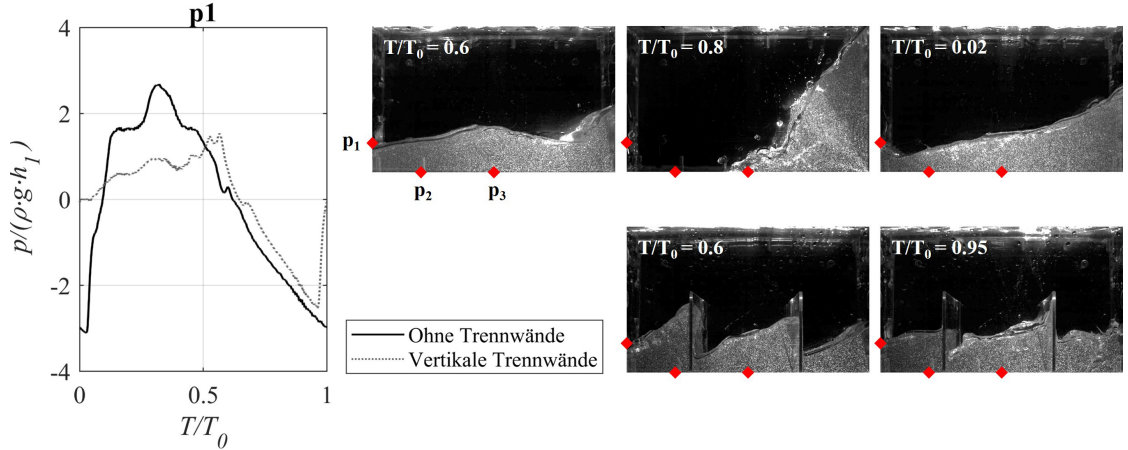 p1
4
2
0
-2
-4
p/(ρ·g·h₁)
0
0.5
1
T/T₀
Ohne Trennwände
Vertikale Trennwände
T/T₀ = 0.6
T/T₀ = 0.8
T/T₀ = 0.02
p₁
p₂
p₃
T/T₀ = 0.6
T/T₀ = 0.95